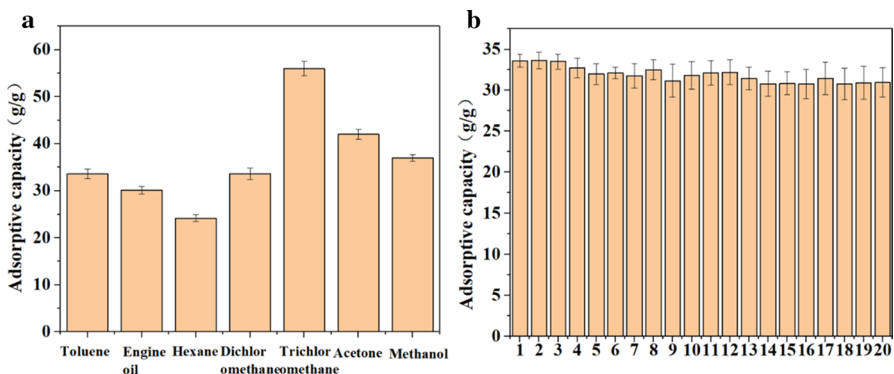 a
Adsorptive capacity（g/g）
60
50
40
30
20
10
0
Toluene Engine Hexane Dichlor Trichlor Acetone Methanol
oil omethane omethane
b
Adsorptive capacity（g/g）
35
30
25
20
15
10
5
0
1 2 3 4 5 6 7 8 9 10 11 12 13 14 15 16 17 18 19 20